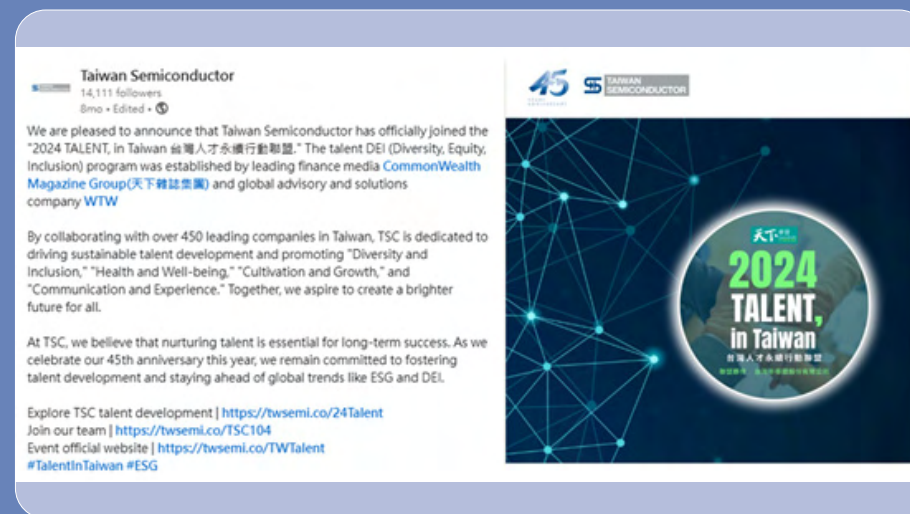 Taiwan Semiconductor
14,111 followers
8mo • Edited •
We are pleased to announce that Taiwan Semiconductor has officially joined the
"2024 TALENT, in Taiwan 台灣人才永續行動聯盟." The talent DEI (Diversity, Equity,
Inclusion) program was established by leading finance media CommonWealth
Magazine Group(天下雜誌集團) and global advisory and solutions
company WTW
By collaborating with over 450 leading companies in Taiwan, TSC is dedicated to
driving sustainable talent development and promoting "Diversity and
Inclusion," "Health and Well-being," "Cultivation and Growth," and
"Communication and Experience." Together, we aspire to create a brighter
future for all.
At TSC, we believe that nurturing talent is essential for long-term success. As we
celebrate our 45th anniversary this year, we remain committed to fostering
talent development and staying ahead of global trends like ESG and DEI.
Explore TSC talent development | https://twsemi.co/24Talent
Join our team | https://twsemi.co/TSC104
Event official website | https://twsemi.co/TWTalent
#TalentInTaiwan #ESG
45
TAIWAN
SEMICONDUCTOR
天下
2024
TALENT,
in Taiwan
台灣人才永續行動聯盟